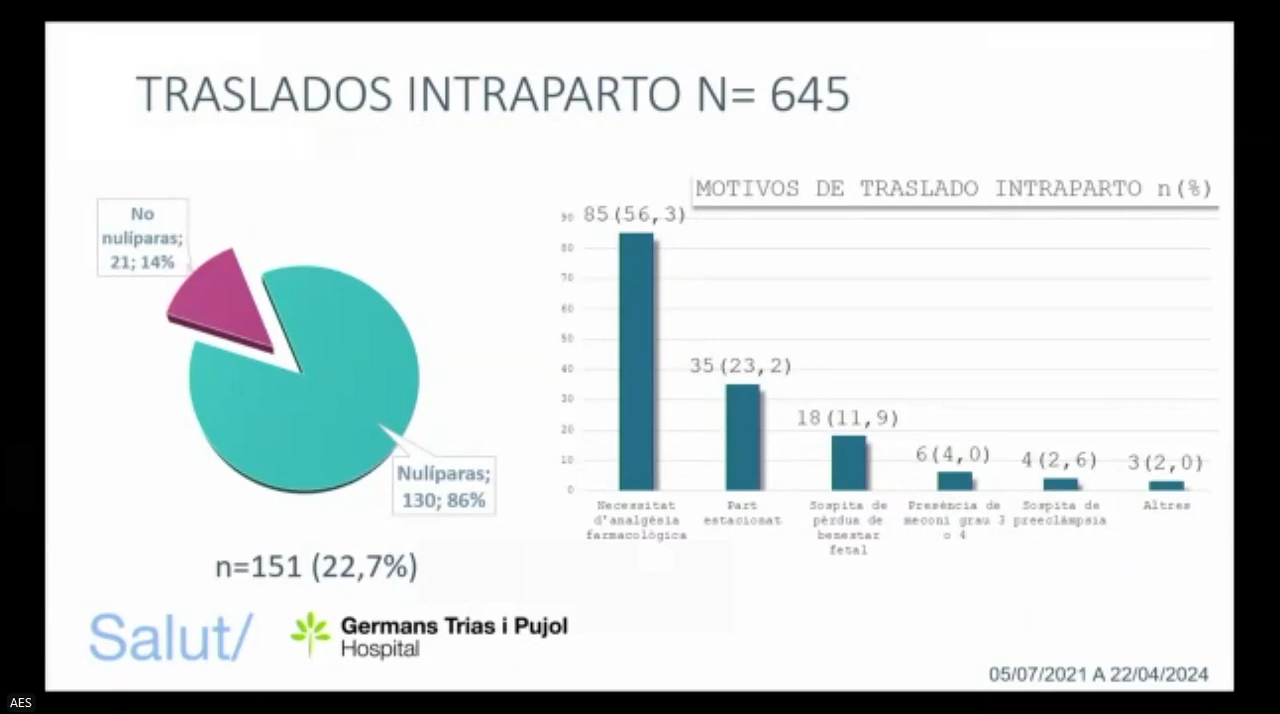 TRASLADOS INTRAPARTO N= 645
No
nulíparas;
21; 14%
Nulíparas;
130; 86%
n=151 (22,7%)
MOTIVOS DE TRASLADO INTRAPARTO n(%)
90
80
70
60
50
40
30
20
10
0
85(56,3)
35(23,2)
18(11,9)
6(4,0)
4(2,6)
3(2,0)
Necessitat
d'analgèsia
farmacològica
Part
estacionat
Sospita de
pèrdua de
benestar
fetal
Presència de
meconi grau 3
o 4
Sospita de
preeclàmpsia
Altres
Salut/
Germans Trias i Pujol
Hospital
05/07/2021 A 22/04/2024
AES